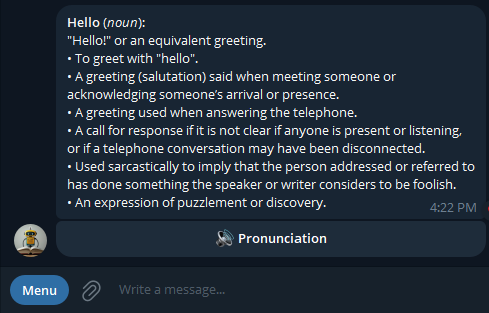 Hello (noun):
"Hello!" or an equivalent greeting.
• To greet with "hello".
• A greeting (salutation) said when meeting someone or
acknowledging someone's arrival or presence.
• A greeting used when answering the telephone.
• A call for response if it is not clear if anyone is present or listening,
or if a telephone conversation may have been disconnected.
• Used sarcastically to imply that the person addressed or referred to
has done something the speaker or writer considers to be foolish.
• An expression of puzzlement or discovery.
4:22 PM
Pronunciation
Menu
Write a message...